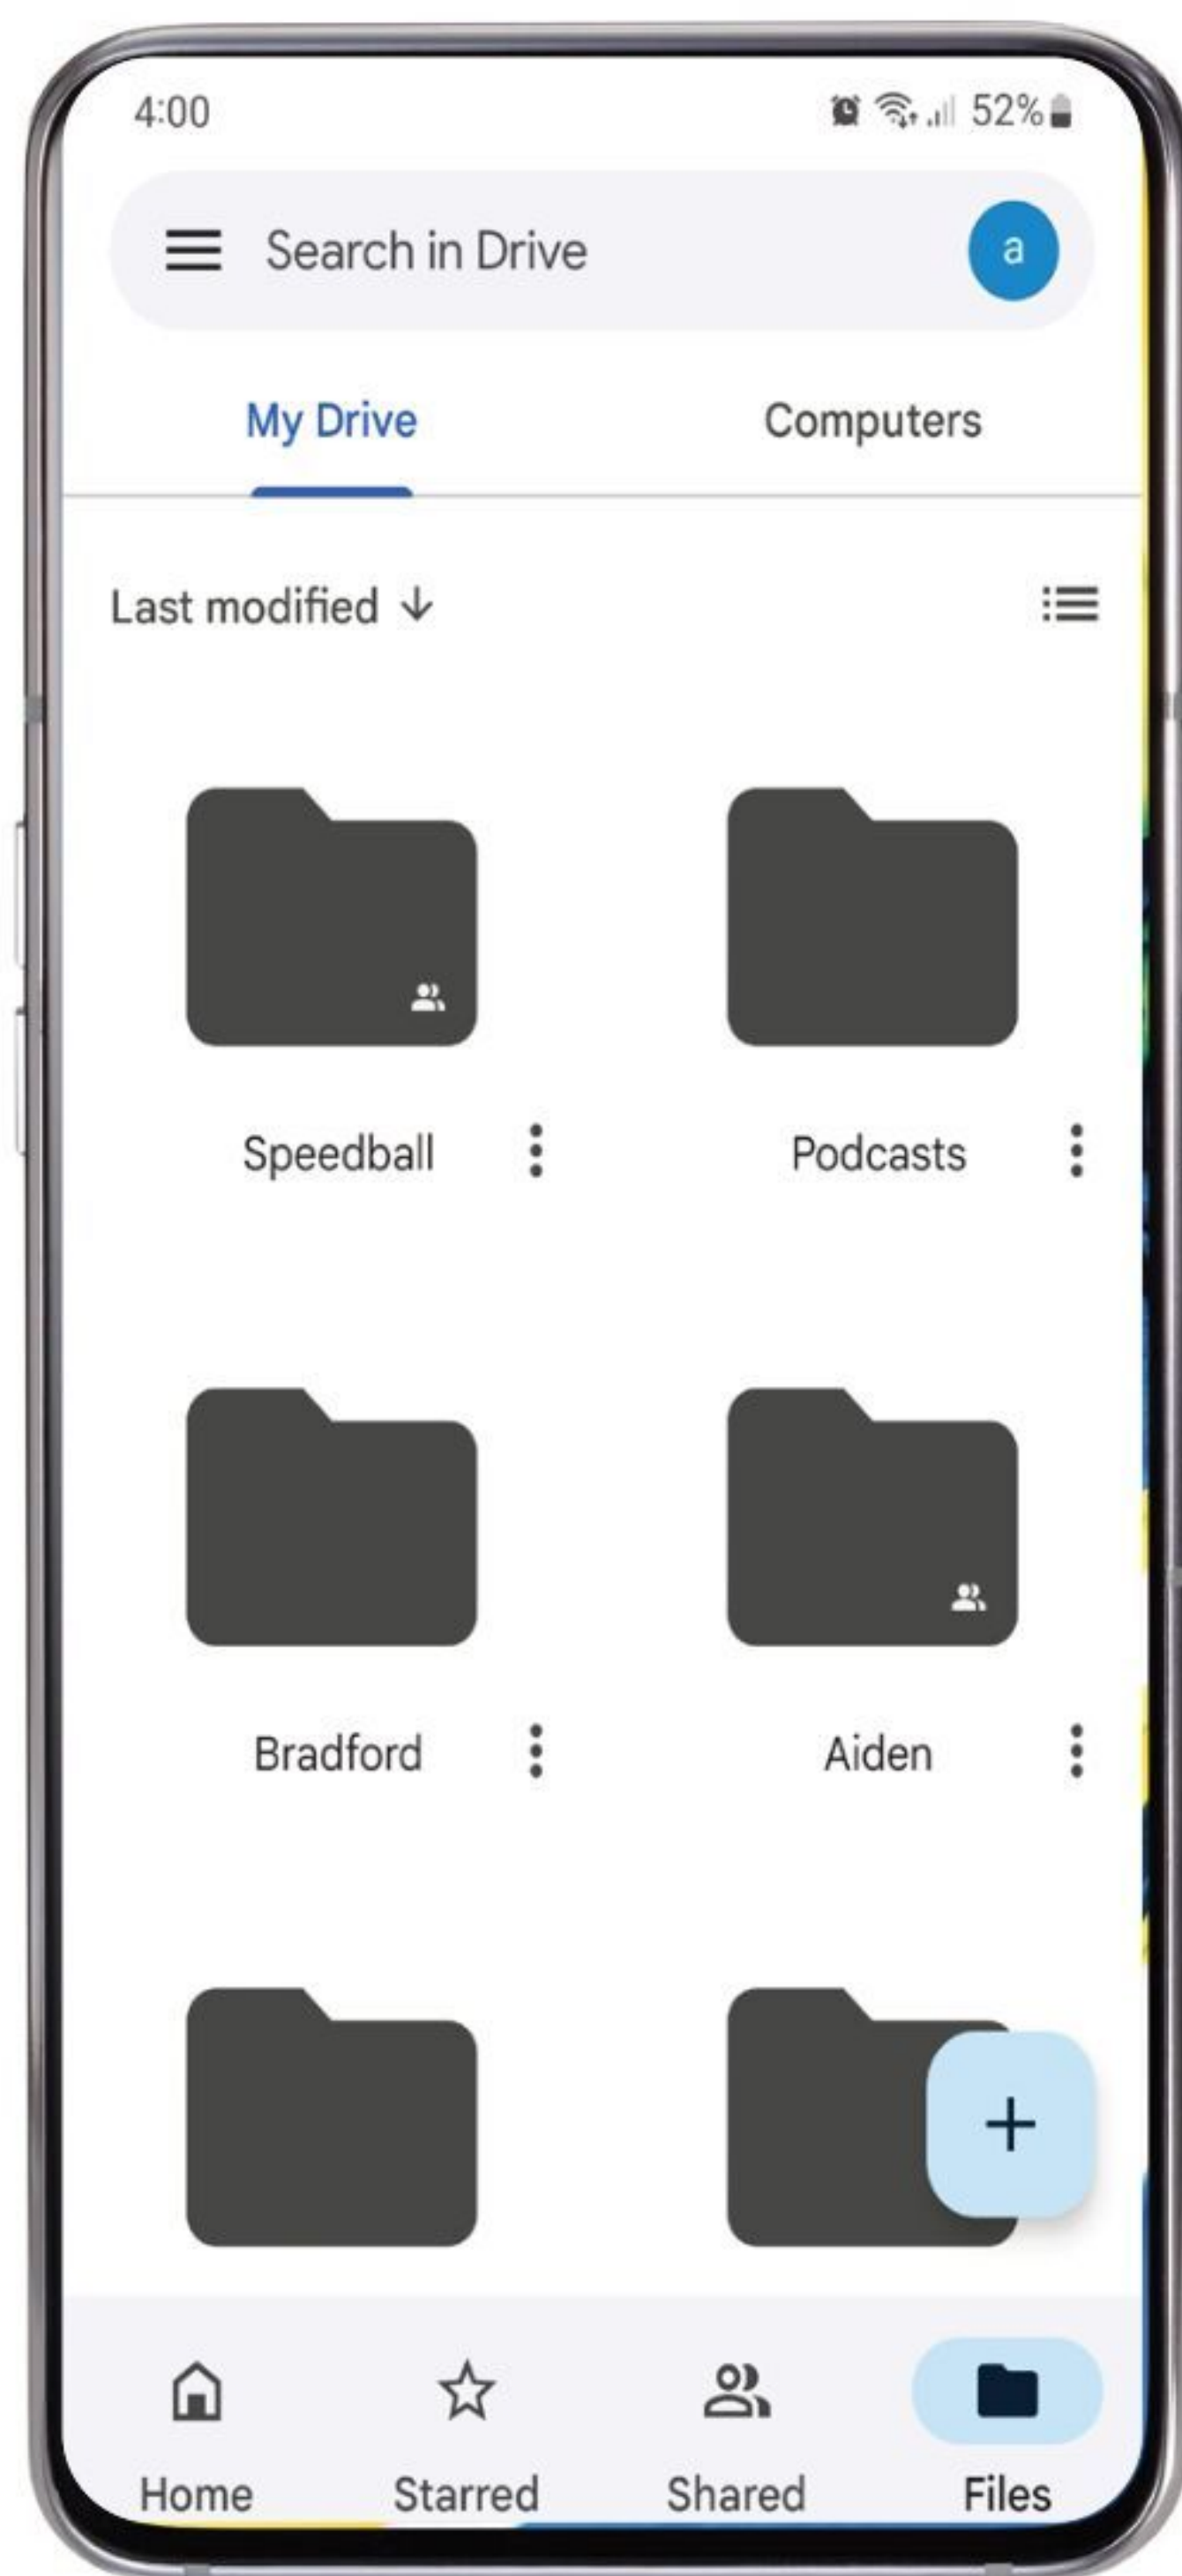 4:00 52%
Search in Drive a
My Drive Computers
Last modified
Speedball Podcasts
Bradford Aiden
Home Starred Shared Files